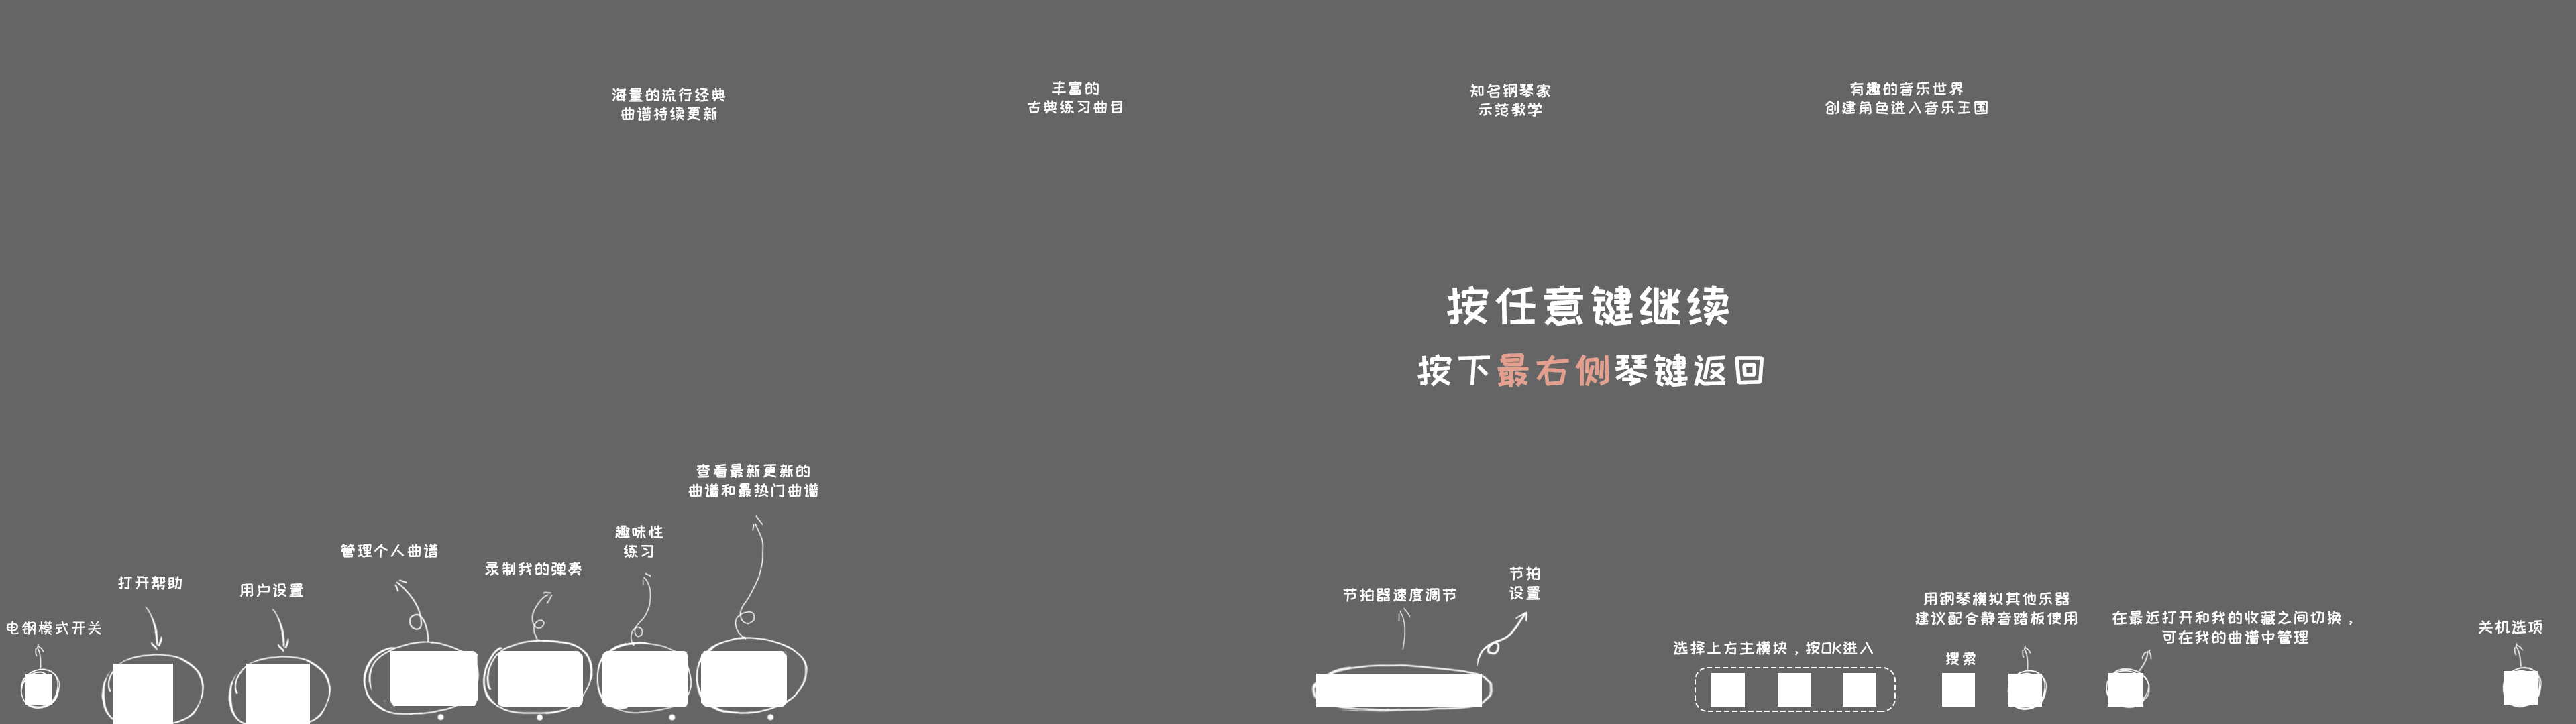 海量的流行经典
曲谱持续更新
丰富的
古典练习曲目
知名钢琴家
示范教学
有趣的音乐世界
创建角色进入音乐王国
按任意键继续
按下最右侧琴键返回
查看最新更新的
曲谱和最热门曲谱
趣味性
练习
管理个人曲谱
录制我的弹奏
打开帮助
用户设置
电钢模式开关
节拍
设置
节拍器速度调节
用钢琴模拟其他乐器
建议配合静音踏板使用
在最近打开和我的收藏之间切换，
可在我的曲谱中管理
选择上方主模块，按OK进入
搜索
关机选项